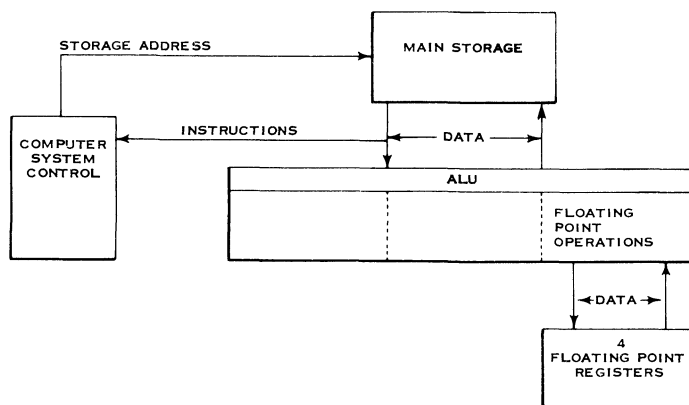 STORAGE ADDRESS
MAIN STORAGE
INSTRUCTIONS
DATA
COMPUTER
SYSTEM
CONTROL
ALU
FLOATING
POINT
OPERATIONS
DATA
4
FLOATING POINT
REGISTERS